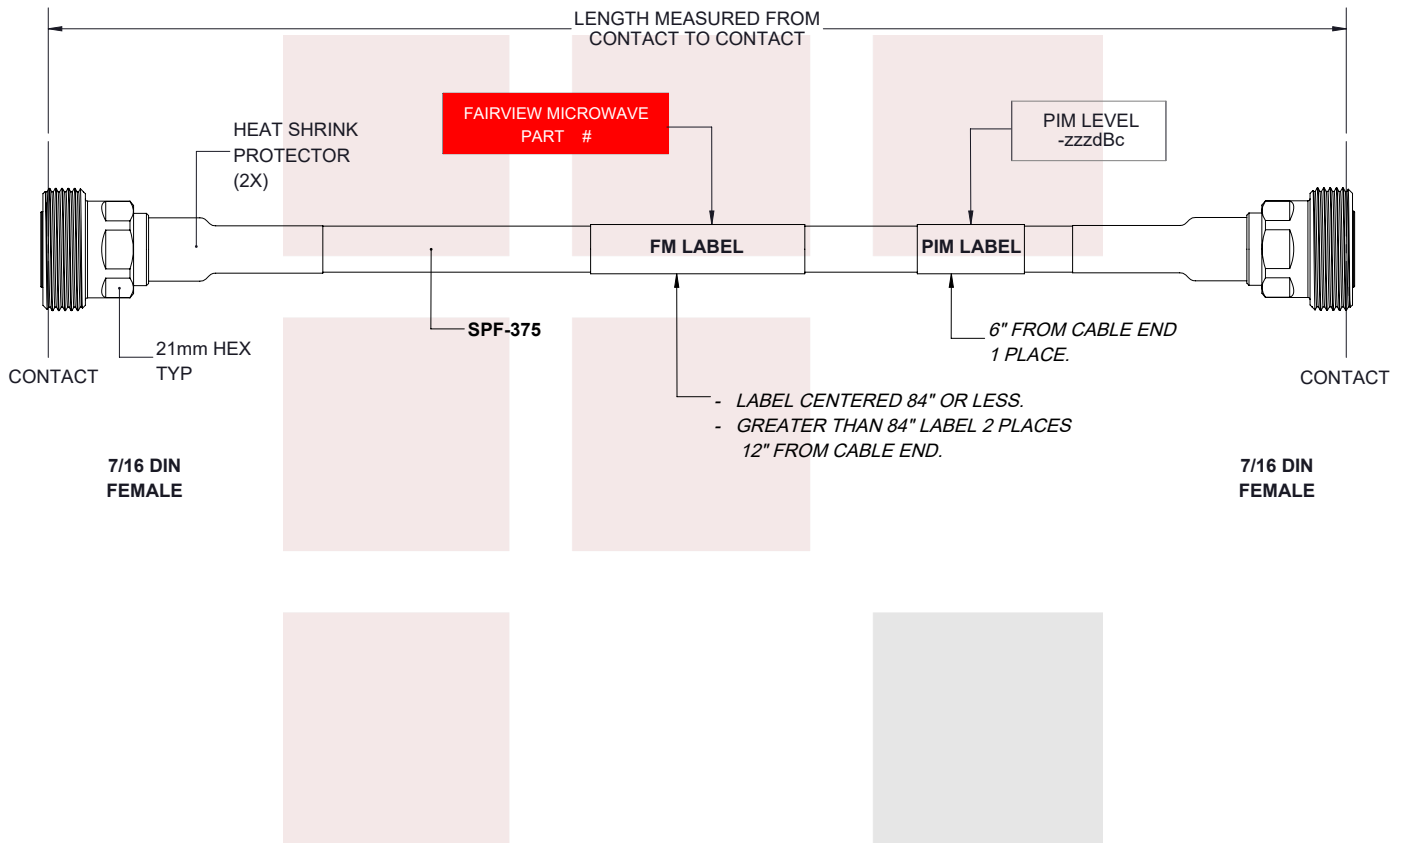 LENGTH MEASURED FROM
CONTACT TO CONTACT
FAIRVIEW MICROWAVE
PART #
PIM LEVEL
-zzzdBc
HEAT SHRINK
PROTECTOR
(2X)
FM LABEL
PIM LABEL
SPF-375
6" FROM CABLE END
1 PLACE.
21mm HEX
TYP
CONTACT
CONTACT
- LABEL CENTERED 84" OR LESS.
- GREATER THAN 84" LABEL 2 PLACES
12" FROM CABLE END.
7/16 DIN
FEMALE
7/16 DIN
FEMALE